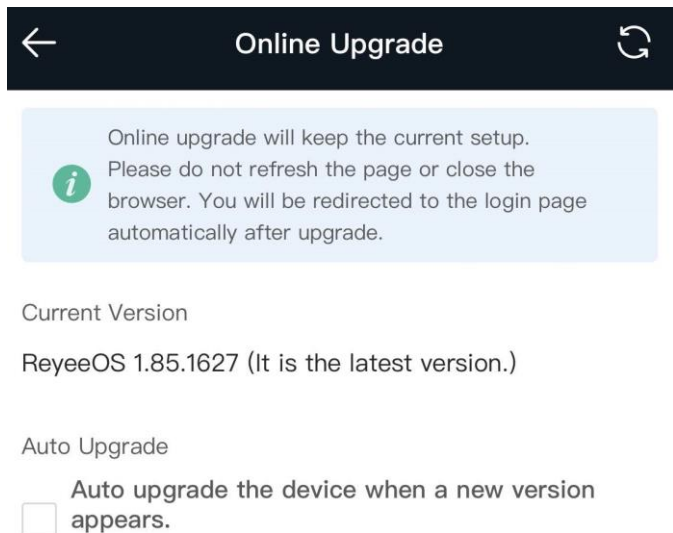 Online Upgrade
Online upgrade will keep the current setup.
Please do not refresh the page or close the
browser. You will be redirected to the login page
automatically after upgrade.
Current Version
ReyeeOS 1.85.1627 (It is the latest version.)
Auto Upgrade
Auto upgrade the device when a new version
appears.